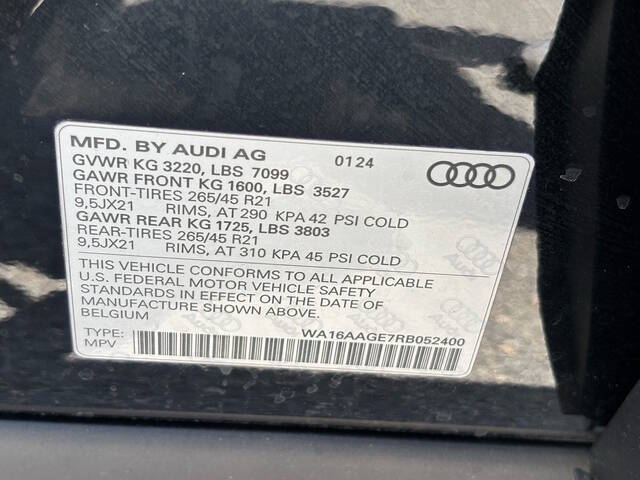 MFD. BY AUDI AG 0124
GVWR KG 3220, LBS 7099
GAWR FRONT KG 1600, LBS 3527
FRONT-TIRES 265/45 R21
9,5JX21 RIMS, AT 290 KPA 42 PSI COLD
GAWR REAR KG 1725, LBS 3803
REAR-TIRES 265/45 R21
9,5JX21 RIMS, AT 310 KPA 45 PSI COLD
THIS VEHICLE CONFORMS TO ALL APPLICABLE
U.S. FEDERAL MOTOR VEHICLE SAFETY
STANDARDS IN EFFECT ON THE DATE OF
MANUFACTURE SHOWN ABOVE.
BELGIUM
TYPE: WA16AAGE7RB052400
MPV